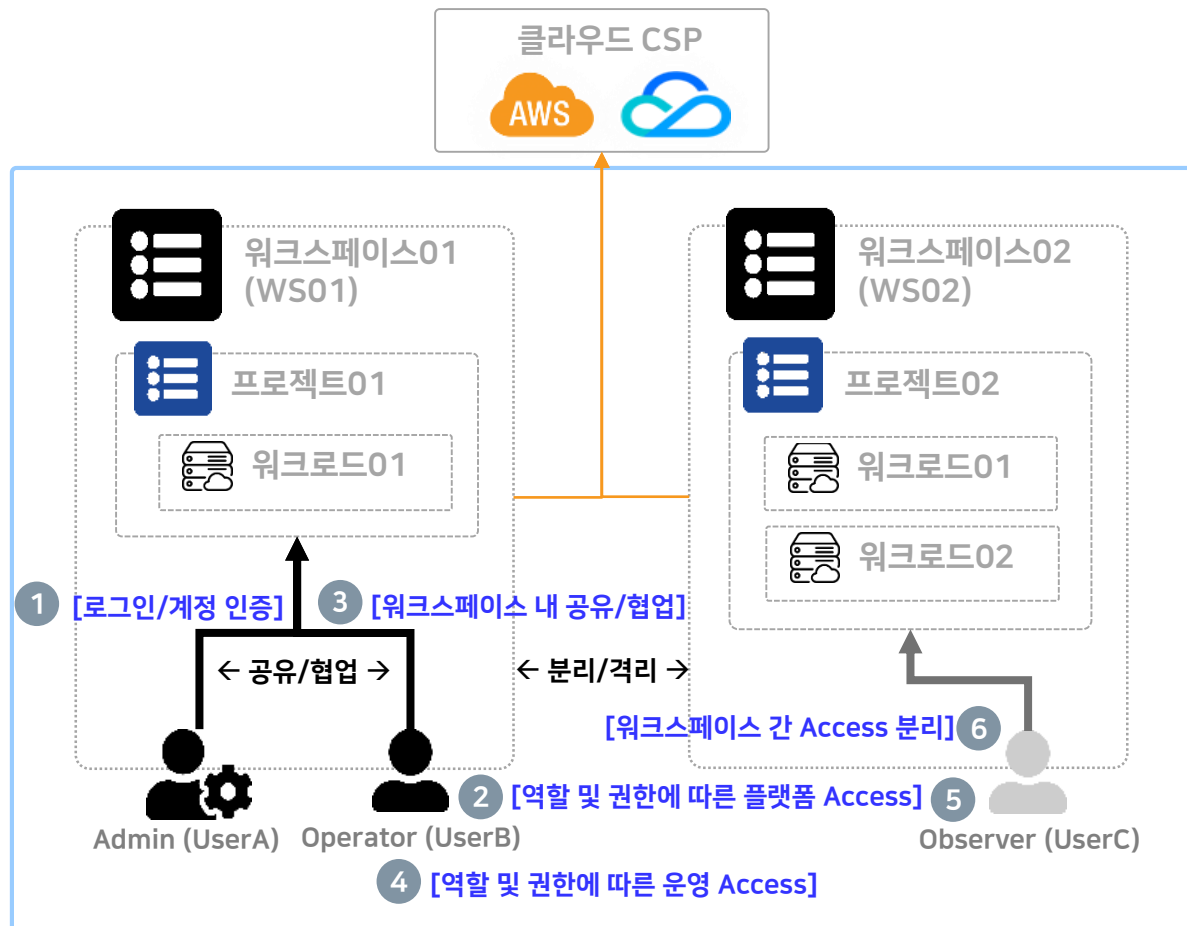 클라우드 CSP
AWS
워크스페이스01
(WS01)
프로젝트01
워크로드01
워크스페이스02
(WS02)
프로젝트02
워크로드01
워크로드02
1 [로그인/계정 인증]
3 [워크스페이스 내 공유/협업]
← 공유/협업 →
← 분리/격리 →
[워크스페이스 간 Access 분리] 6
2 [역할 및 권한에 따른 플랫폼 Access] 5
Admin (UserA)
Operator (UserB)
Observer (UserC)
4 [역할 및 권한에 따른 운영 Access]